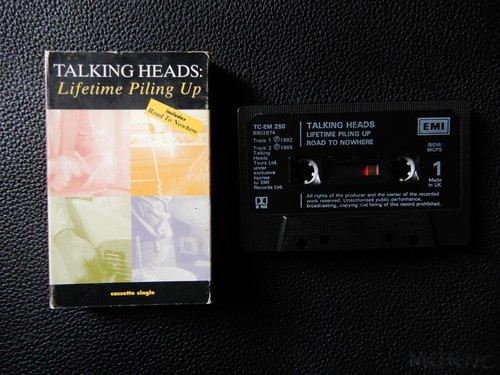 TALKING HEADS:
Lifetime Piling Up
includes
Road To Nowhere
cassette single
TC-EM 250
8802874
Track 1 Ⓟ1992
Track 2 Ⓟ1985
Talking
Heads
Tours Ltd.
under
exclusive
licence
to EMI
Records Ltd.
TALKING HEADS
LIFETIME PILING UP
ROAD TO NOWHERE
EMI
BIEM/
MCPS
1
Made
in UK
All rights of the producer and the owner of the recorded
work reserved. Unauthorised public performance,
broadcasting, copying and hiring of this record prohibited.